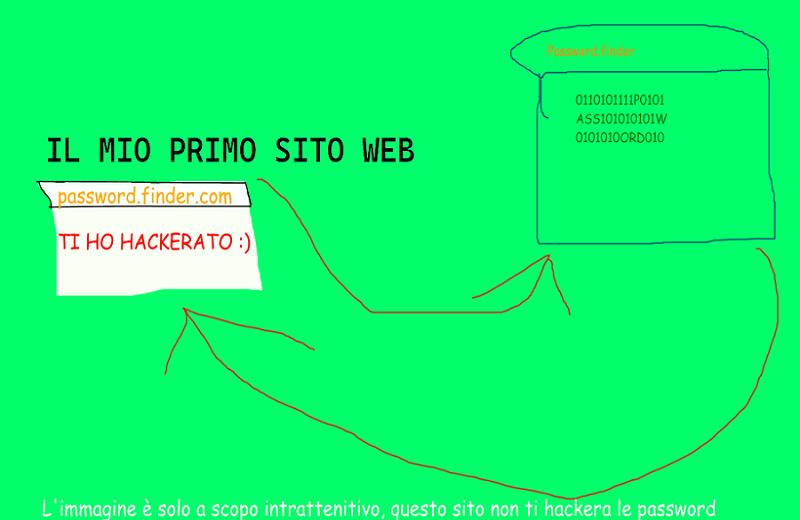 Password.finder
0110101111P0101
ASS101010101W
0101010ORD010
IL MIO PRIMO SITO WEB
password.finder.com
TI HO HACKERATO :)
L'immagine è solo a scopo intrattenitivo, questo sito non ti hackera le password